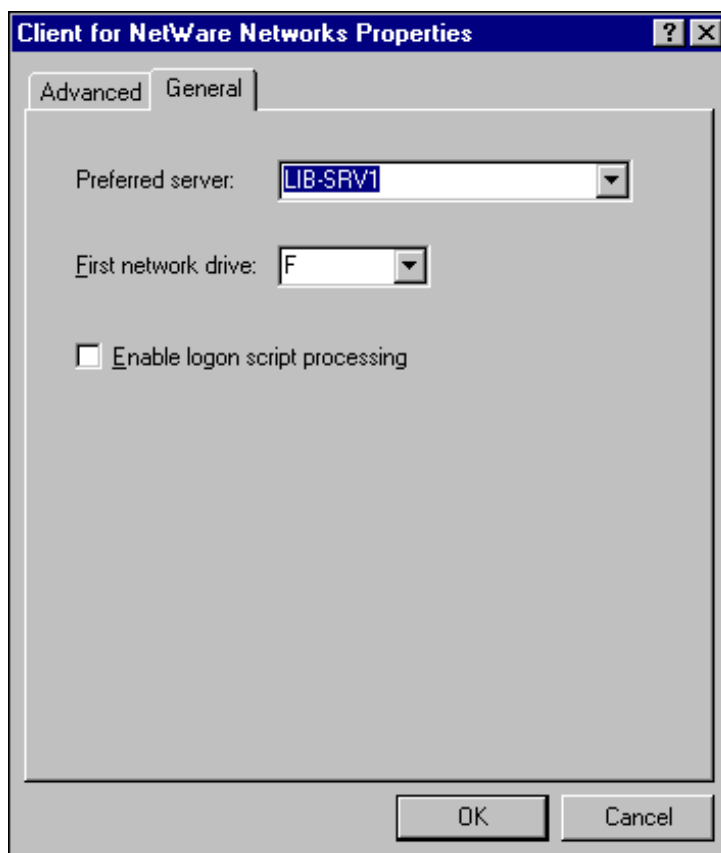 Client for NetWare Networks Properties
Advanced General
Preferred server: LIB-SRV1
First network drive: F
Enable logon script processing
OK Cancel